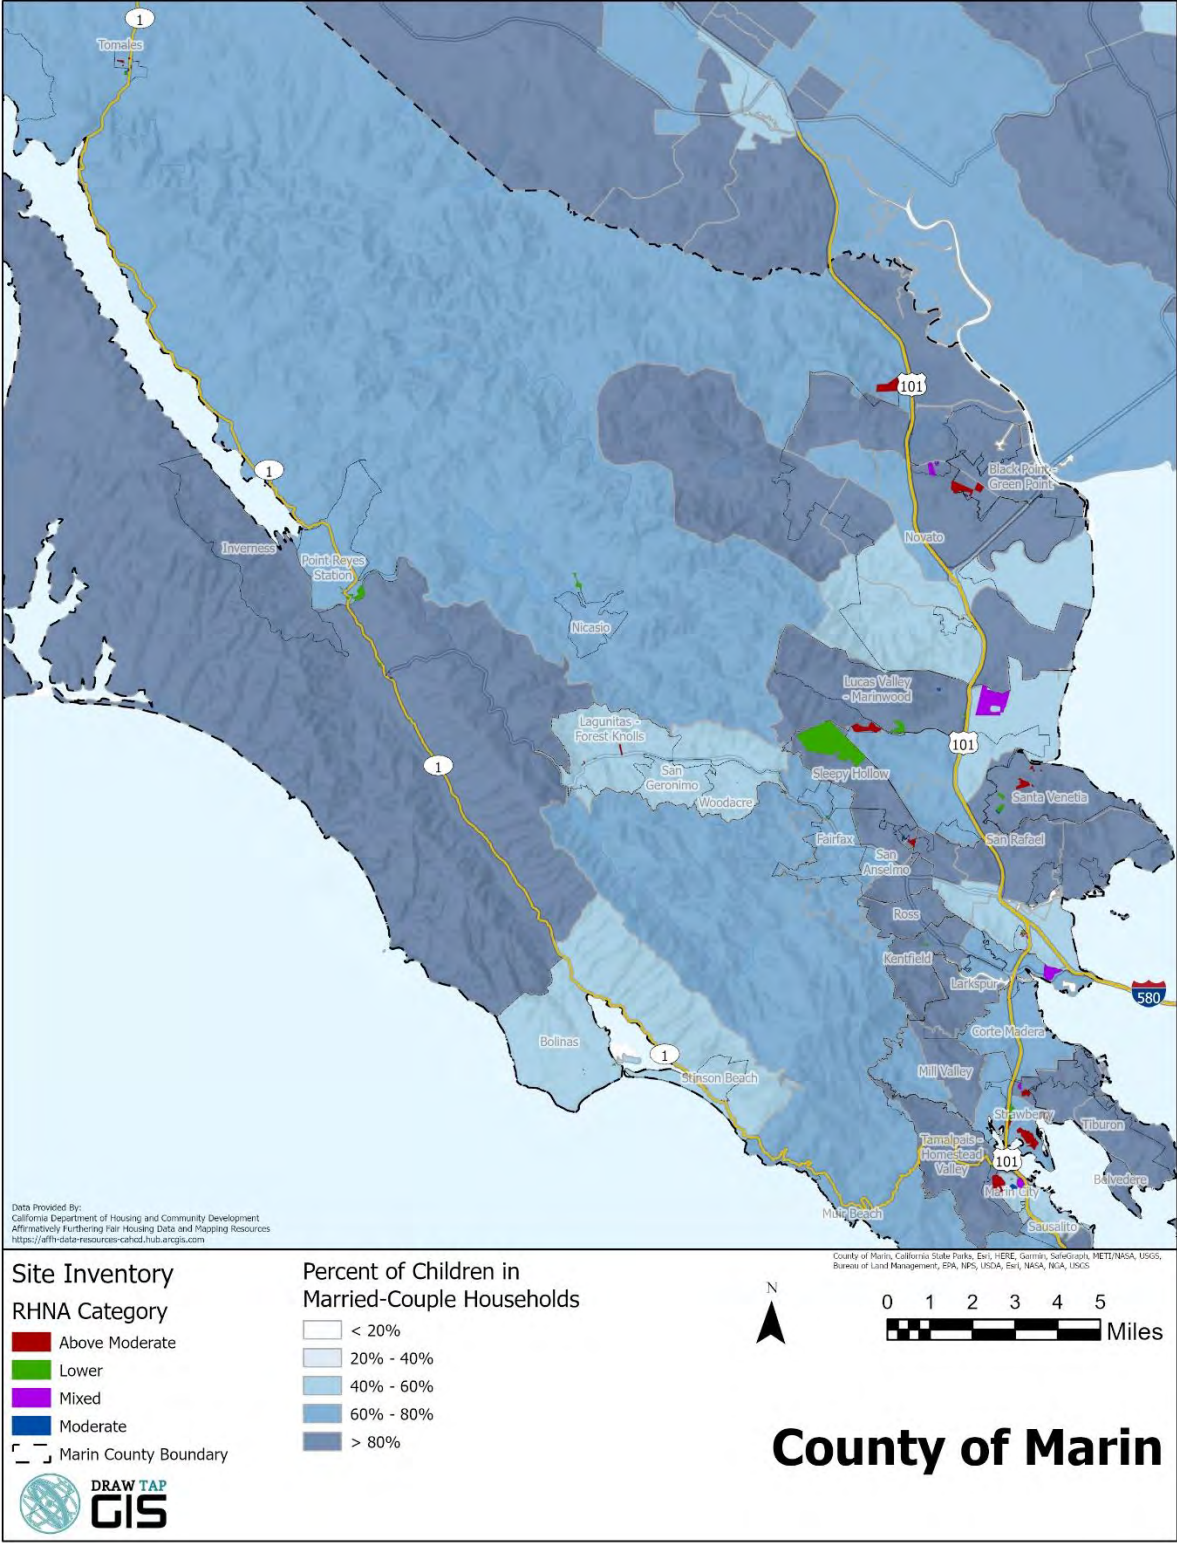 1
Tomales
101
Black Point -
Green Point
Novato
1
Inverness
Point Reyes
Station
Nicasio
Lucas Valley
- Marinwood
Lagunitas -
Forest Knolls
San
Geronimo
Woodacre
1
101
Sleepy Hollow
Santa Venetia
Fairfax
San Rafael
San
Anselmo
Ross
Kentfield
Larkspur
580
Corte Madera
Bolinas
1
Stinson Beach
Mill Valley
Strawberry
Tiburon
Tamalpais -
Homestead
Valley
101
Belvedere
Marin City
Muir Beach
Sausalito
Data Provided By:
California Department of Housing and Community Development
Affirmatively Furthering Fair Housing Data and Mapping Resources
https://affh-data-resources-cahcd.hub.arcgis.com
County of Marin, California State Parks, Esri, HERE, Garmin, SafeGraph, METI/NASA, USGS,
Bureau of Land Management, EPA, NPS, USDA, Esri, NASA, NGA, USGS
Site Inventory
RHNA Category
Above Moderate
Lower
Mixed
Moderate
Marin County Boundary
DRAW TAP
GIS
Percent of Children in
Married-Couple Households
< 20%
20% - 40%
40% - 60%
60% - 80%
> 80%
N
0 1 2 3 4 5
Miles
County of Marin